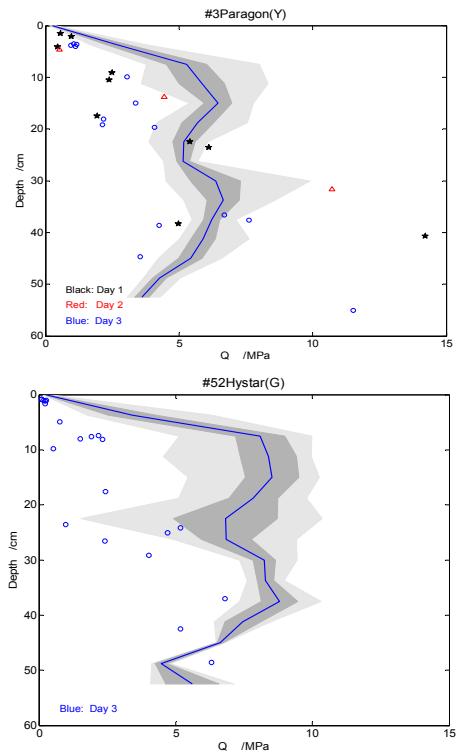 #3Paragon(Y)
0
10
20
30
40
50
60
Depth /cm
Black: Day 1
Red: Day 2
Blue: Day 3
0
5
10
15
Q /MPa
#52Hystar(G)
0
10
20
30
40
50
60
Depth /cm
Blue: Day 3
0
5
10
15
Q /MPa